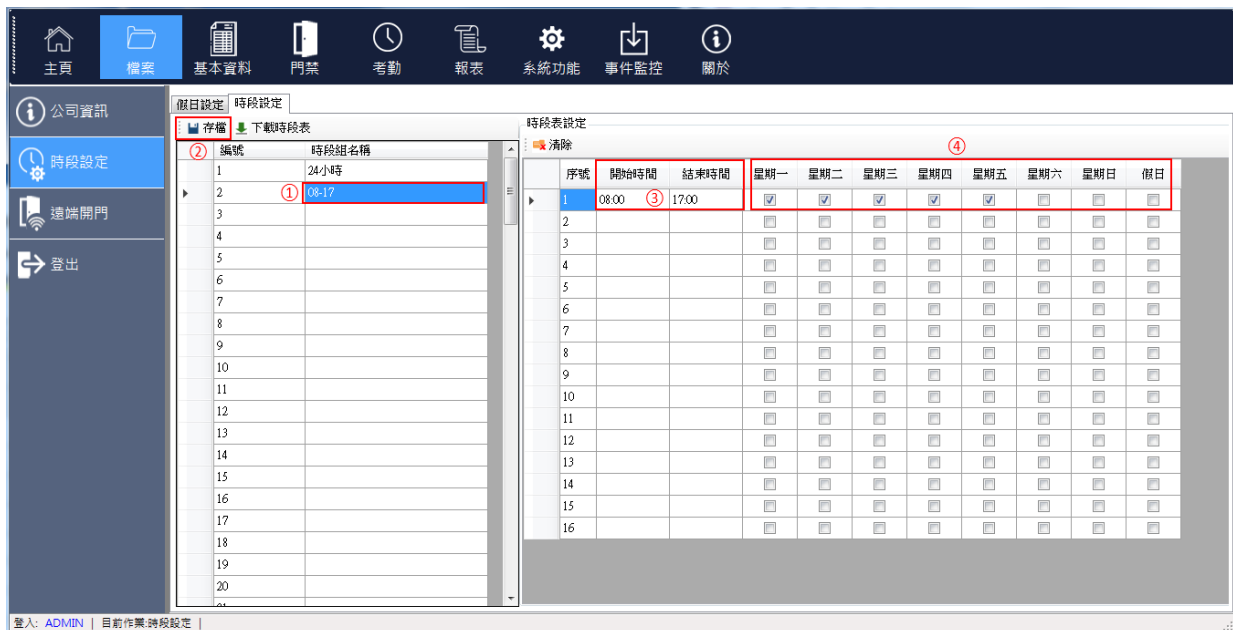 主頁 檔案 基本資料 門禁 考勤 報表 系統功能 事件監控 關於
公司資訊
時段設定
遠端開門
登出
假日設定 時段設定
存檔 下載時段表
② 編號 時段組名稱
1 24小時
2 ① 08-17
3
4
5
6
7
8
9
10
11
12
13
14
15
16
17
18
19
20
時段表設定
清除
④
序號 開始時間 結束時間 星期一 星期二 星期三 星期四 星期五 星期六 星期日 假日
1 08:00 ③ 17:00
2
3
4
5
6
7
8
9
10
11
12
13
14
15
16
登入: ADMIN | 目前作業:時段設定 |